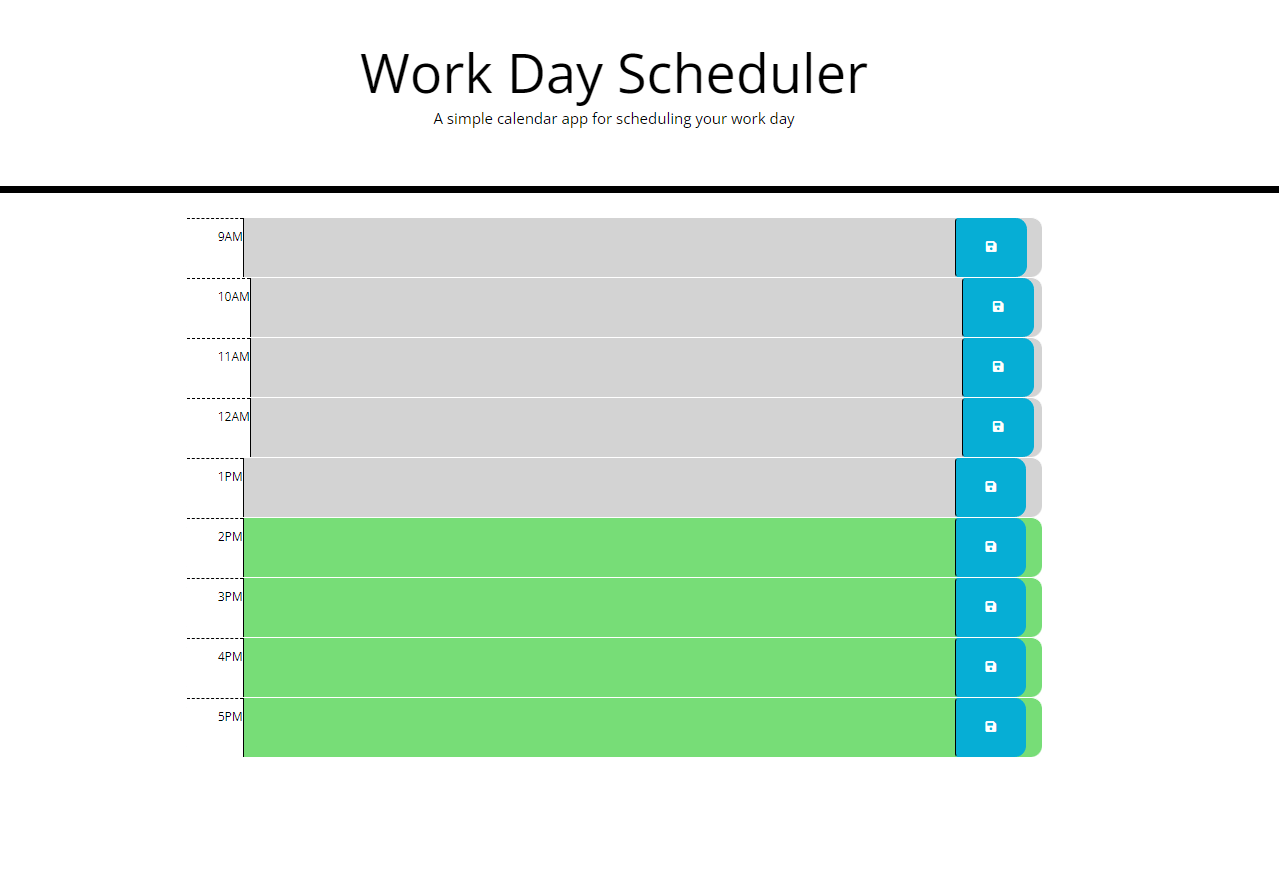 Work Day Scheduler
A simple calendar app for scheduling your work day
9AM
10AM
11AM
12AM
1PM
2PM
3PM
4PM
5PM